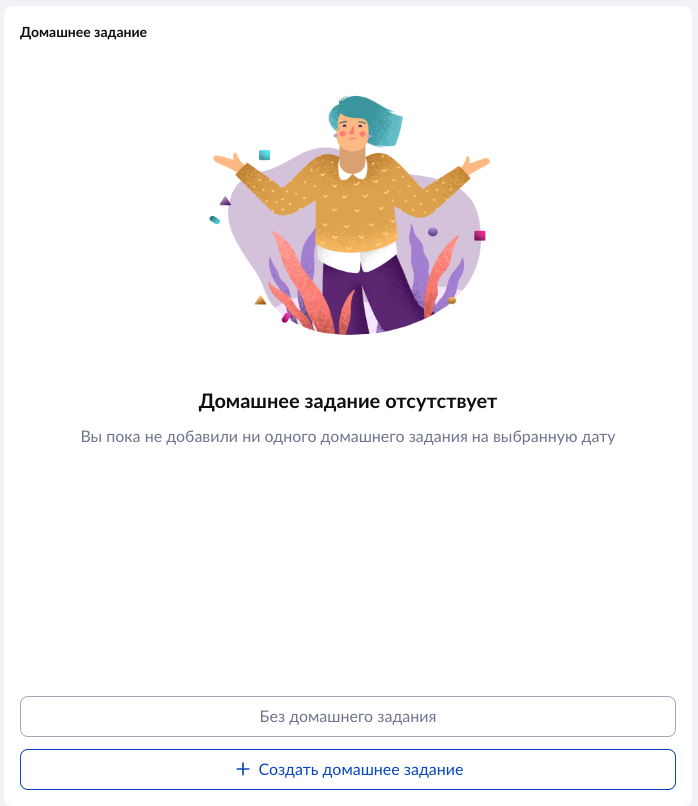 Домашнее задание
Домашнее задание отсутствует
Вы пока не добавили ни одного домашнего задания на выбранную дату
Без домашнего задания
+ Создать домашнее задание